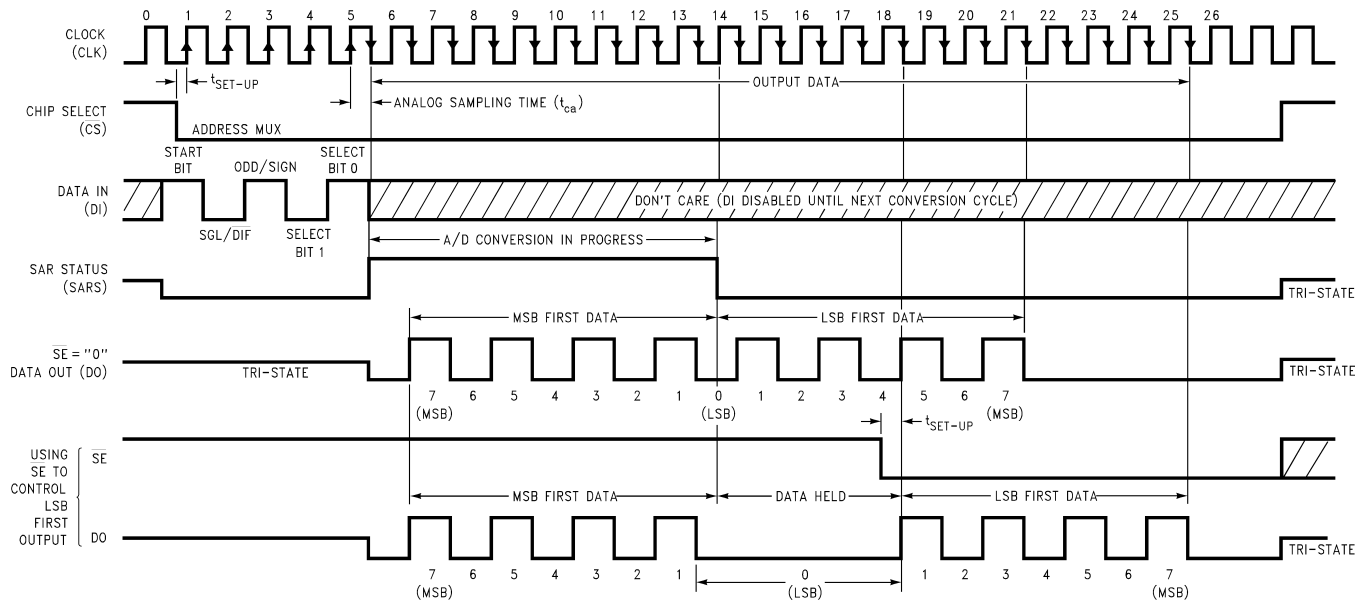 0 1 2 3 4 5 6 7 8 9 10 11 12 13 14 15 16 17 18 19 20 21 22 23 24 25 26
CLOCK
(CLK)
tSET-UP
OUTPUT DATA
ANALOG SAMPLING TIME (tca)
CHIP SELECT
(CS)
ADDRESS MUX
START
BIT
ODD/SIGN
SELECT
BIT 0
DATA IN
(DI)
DON'T CARE (DI DISABLED UNTIL NEXT CONVERSION CYCLE)
SGL/DIF
SELECT
BIT 1
A/D CONVERSION IN PROGRESS
SAR STATUS
(SARS)
TRI-STATE
MSB FIRST DATA
LSB FIRST DATA
SE = "0"
DATA OUT (DO)
TRI-STATE
TRI-STATE
7 6 5 4 3 2 1 0 1 2 3 4 5 6 7
(MSB) (LSB) (MSB)
tSET-UP
USING
SE TO
CONTROL
LSB
FIRST
OUTPUT
SE
MSB FIRST DATA
DATA HELD
LSB FIRST DATA
DO
TRI-STATE
7 6 5 4 3 2 1 0 1 2 3 4 5 6 7
(MSB) (LSB) (MSB)